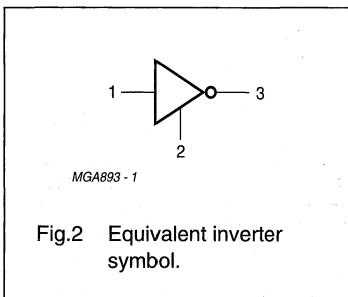 1
3
2
MGA893 - 1
Fig.2 Equivalent inverter
symbol.